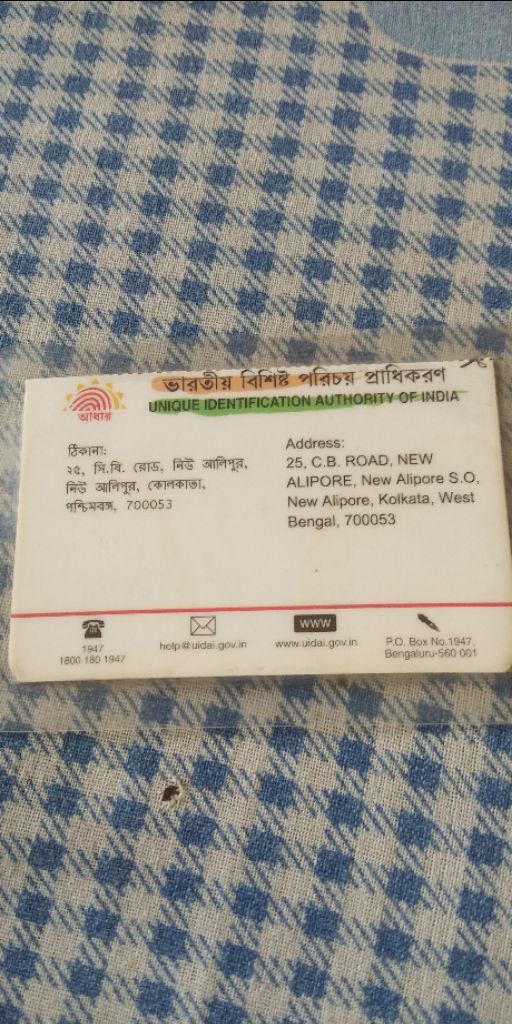 ভারতীয় বিশিষ্ট পরিচয় প্রাধিকরণ
UNIQUE IDENTIFICATION AUTHORITY OF INDIA
আধার
ঠিকানা:
২৫, সি.বি. রোড, নিউ আলিপুর,
নিউ আলিপুর, কোলকাতা,
পশ্চিমবঙ্গ, 700053
Address:
25, C.B. ROAD, NEW
ALIPORE, New Alipore S.O,
New Alipore, Kolkata, West
Bengal, 700053
1947
1800 180 1947
help@uidai.gov.in
WWW
www.uidai.gov.in
P.O. Box No.1947,
Bengaluru-560 001